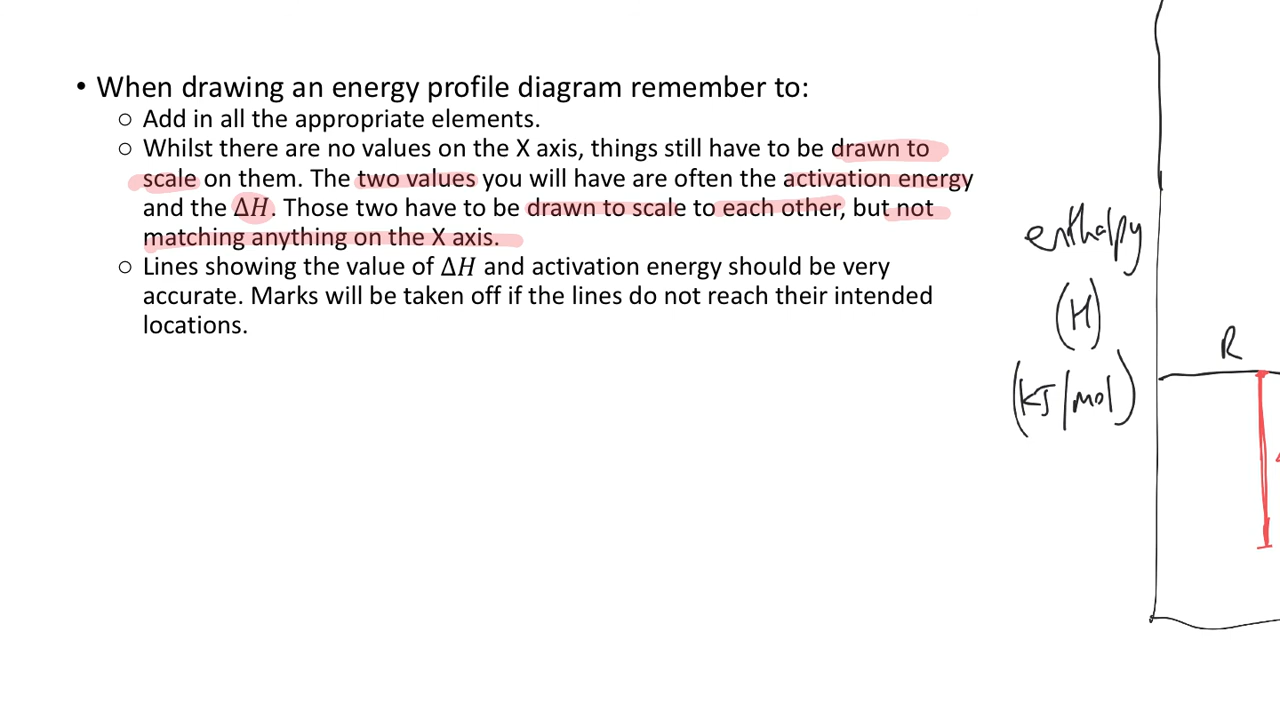 • When drawing an energy profile diagram remember to:
○ Add in all the appropriate elements.
○ Whilst there are no values on the X axis, things still have to be drawn to
scale on them. The two values you will have are often the activation energy
and the ΔH. Those two have to be drawn to scale to each other, but not
matching anything on the X axis.
○ Lines showing the value of ΔH and activation energy should be very
accurate. Marks will be taken off if the lines do not reach their intended
locations.
enthalpy
(H)
(kJ/mol)
R